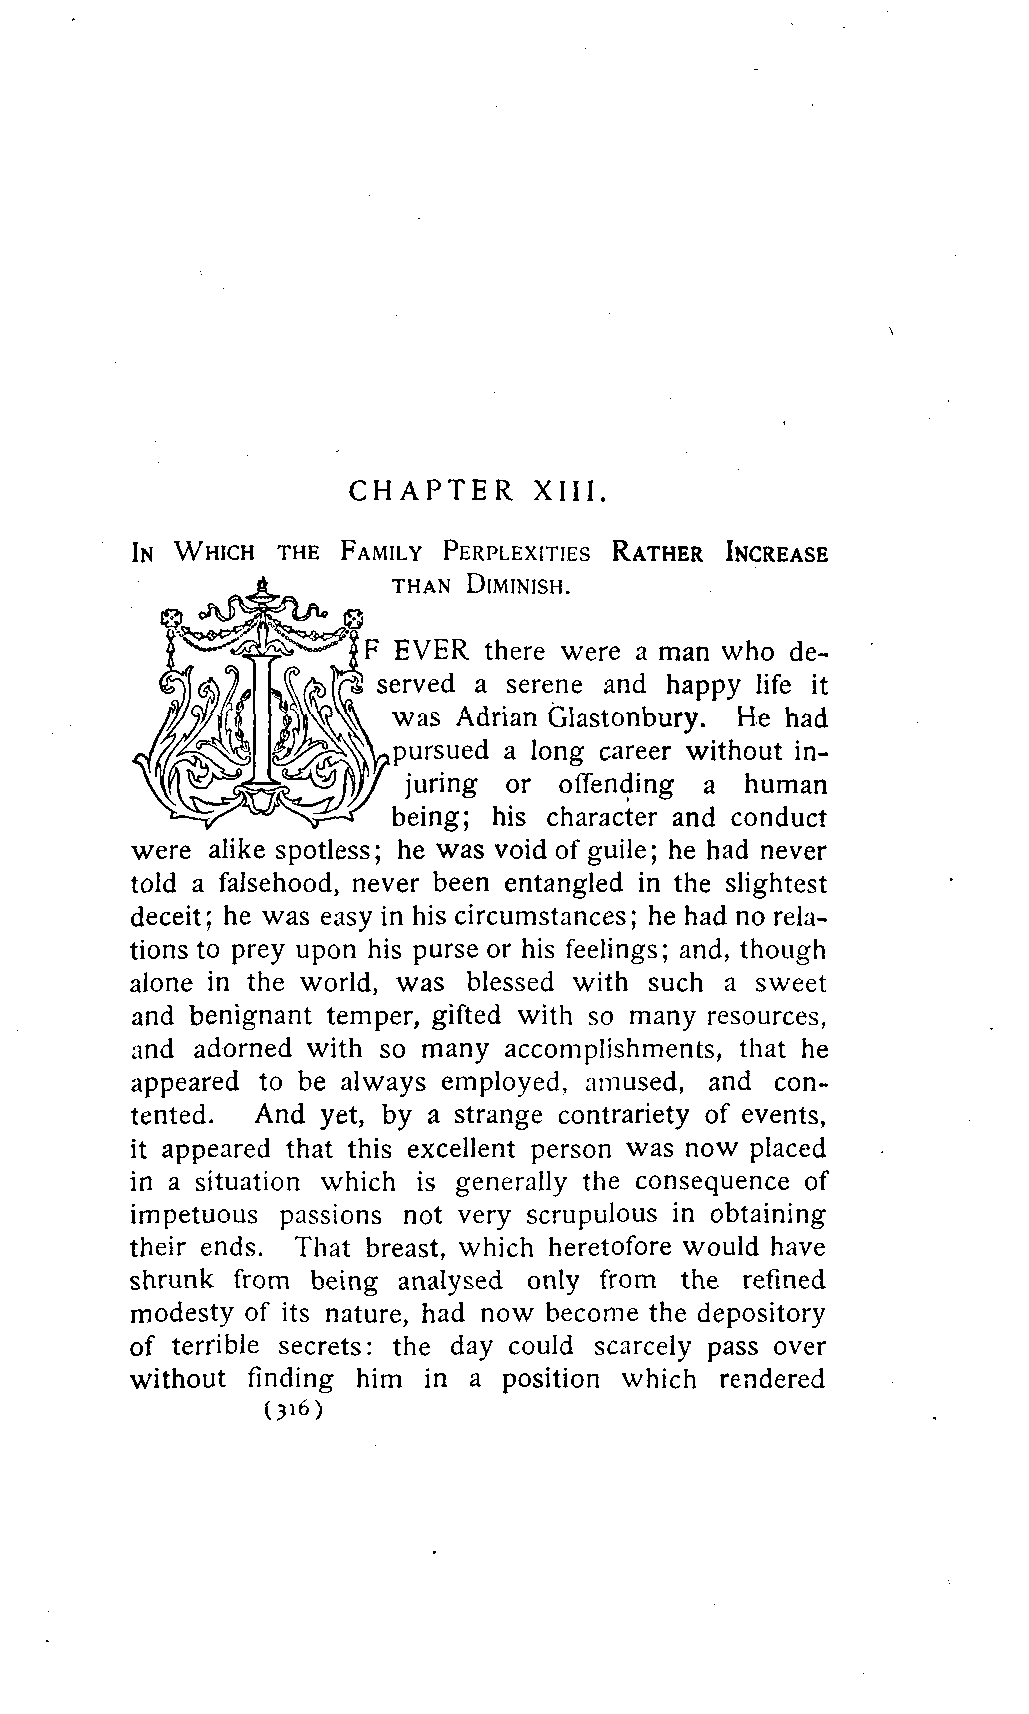 CHAPTER XIII.
IN WHICH THE FAMILY PERPLEXITIES RATHER INCREASE
THAN DIMINISH.
IF EVER there were a man who de-
served a serene and happy life it
was Adrian Glastonbury. He had
pursued a long career without in-
juring or offending a human
being; his character and conduct
were alike spotless; he was void of guile; he had never
told a falsehood, never been entangled in the slightest
deceit; he was easy in his circumstances; he had no rela-
tions to prey upon his purse or his feelings; and, though
alone in the world, was blessed with such a sweet
and benignant temper, gifted with so many resources,
and adorned with so many accomplishments, that he
appeared to be always employed, amused, and con-
tented. And yet, by a strange contrariety of events,
it appeared that this excellent person was now placed
in a situation which is generally the consequence of
impetuous passions not very scrupulous in obtaining
their ends. That breast, which heretofore would have
shrunk from being analysed only from the refined
modesty of its nature, had now become the depository
of terrible secrets: the day could scarcely pass over
without finding him in a position which rendered
(316)